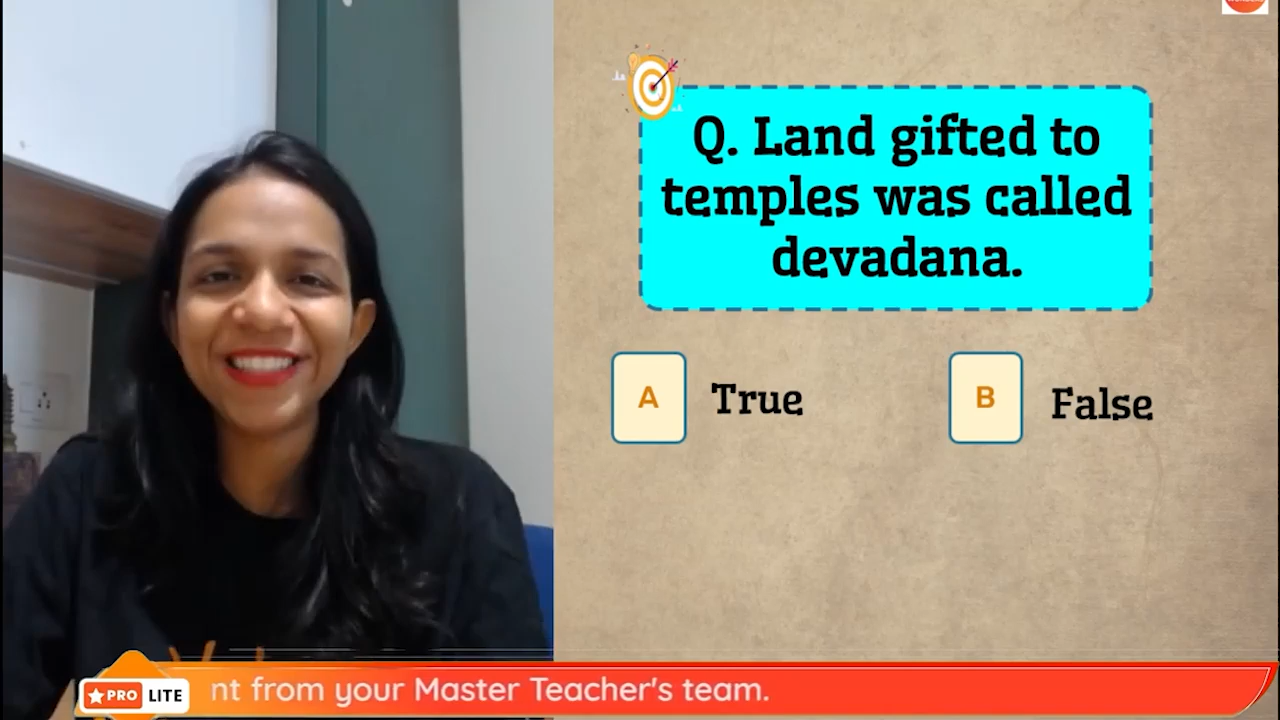 Q. Land gifted to
temples was called
devadana.
A True
B False
PRO LITE
nt from your Master Teacher's team.